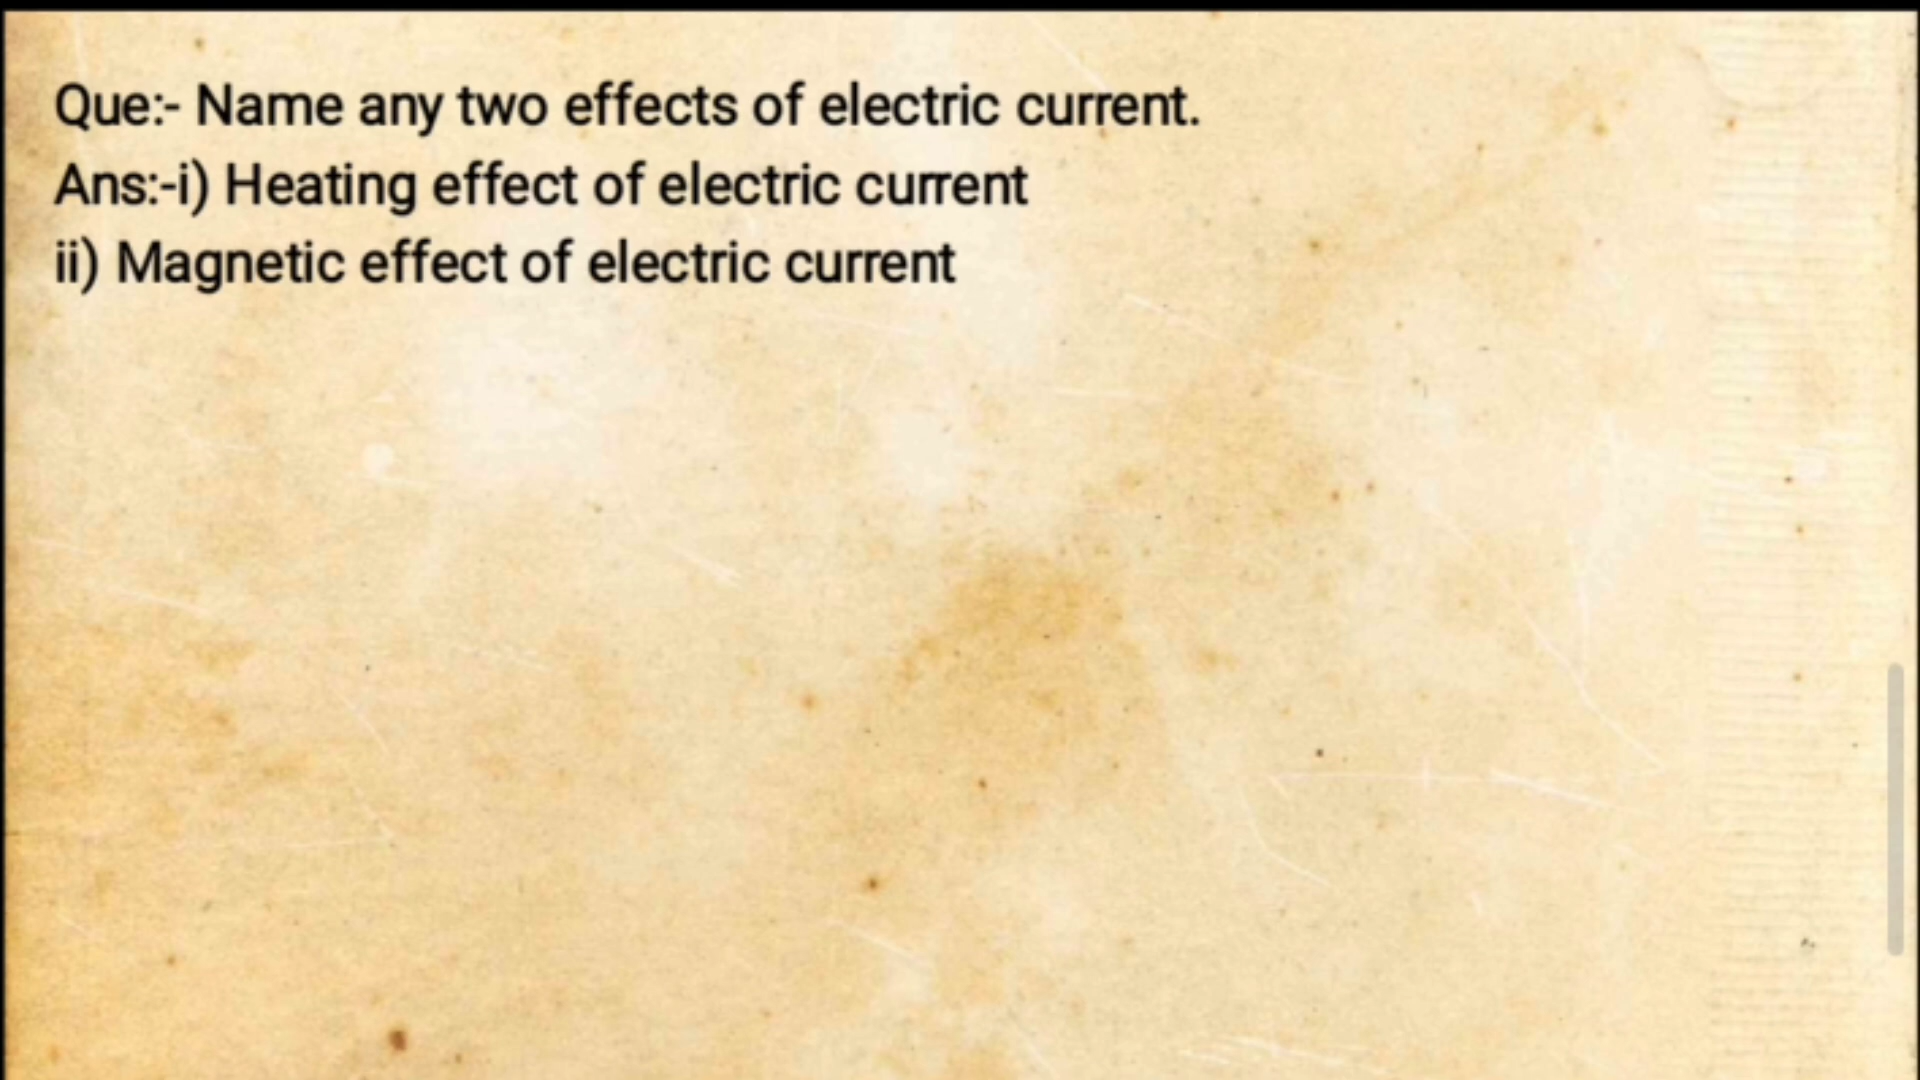 Que:- Name any two effects of electric current.
Ans:-i) Heating effect of electric current
ii) Magnetic effect of electric current